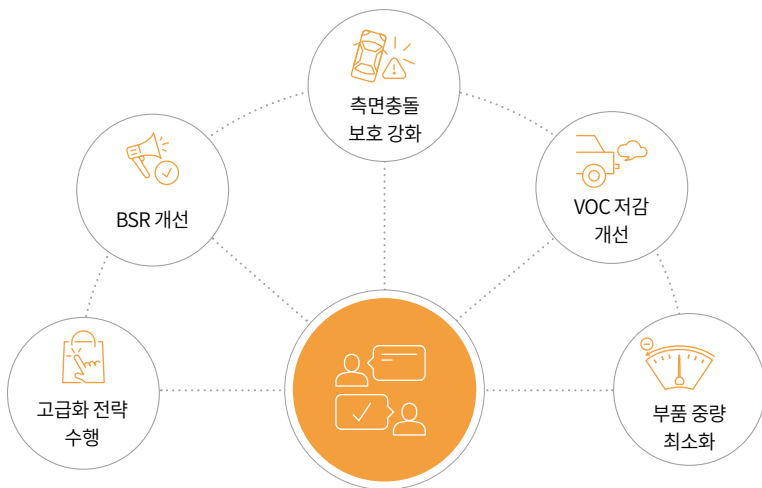 측면충돌
보호 강화
BSR 개선
VOC 저감
개선
고급화 전략
수행
부품 중량
최소화